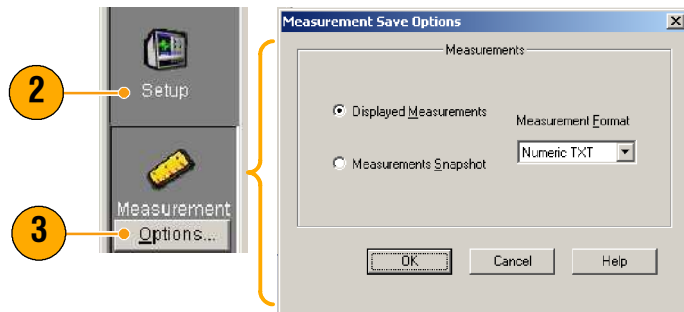 2
Setup
Measurement
3
Options...
Measurement Save Options
Measurements
Displayed Measurements
Measurement Format
Measurements Snapshot
Numeric TXT
OK
Cancel
Help